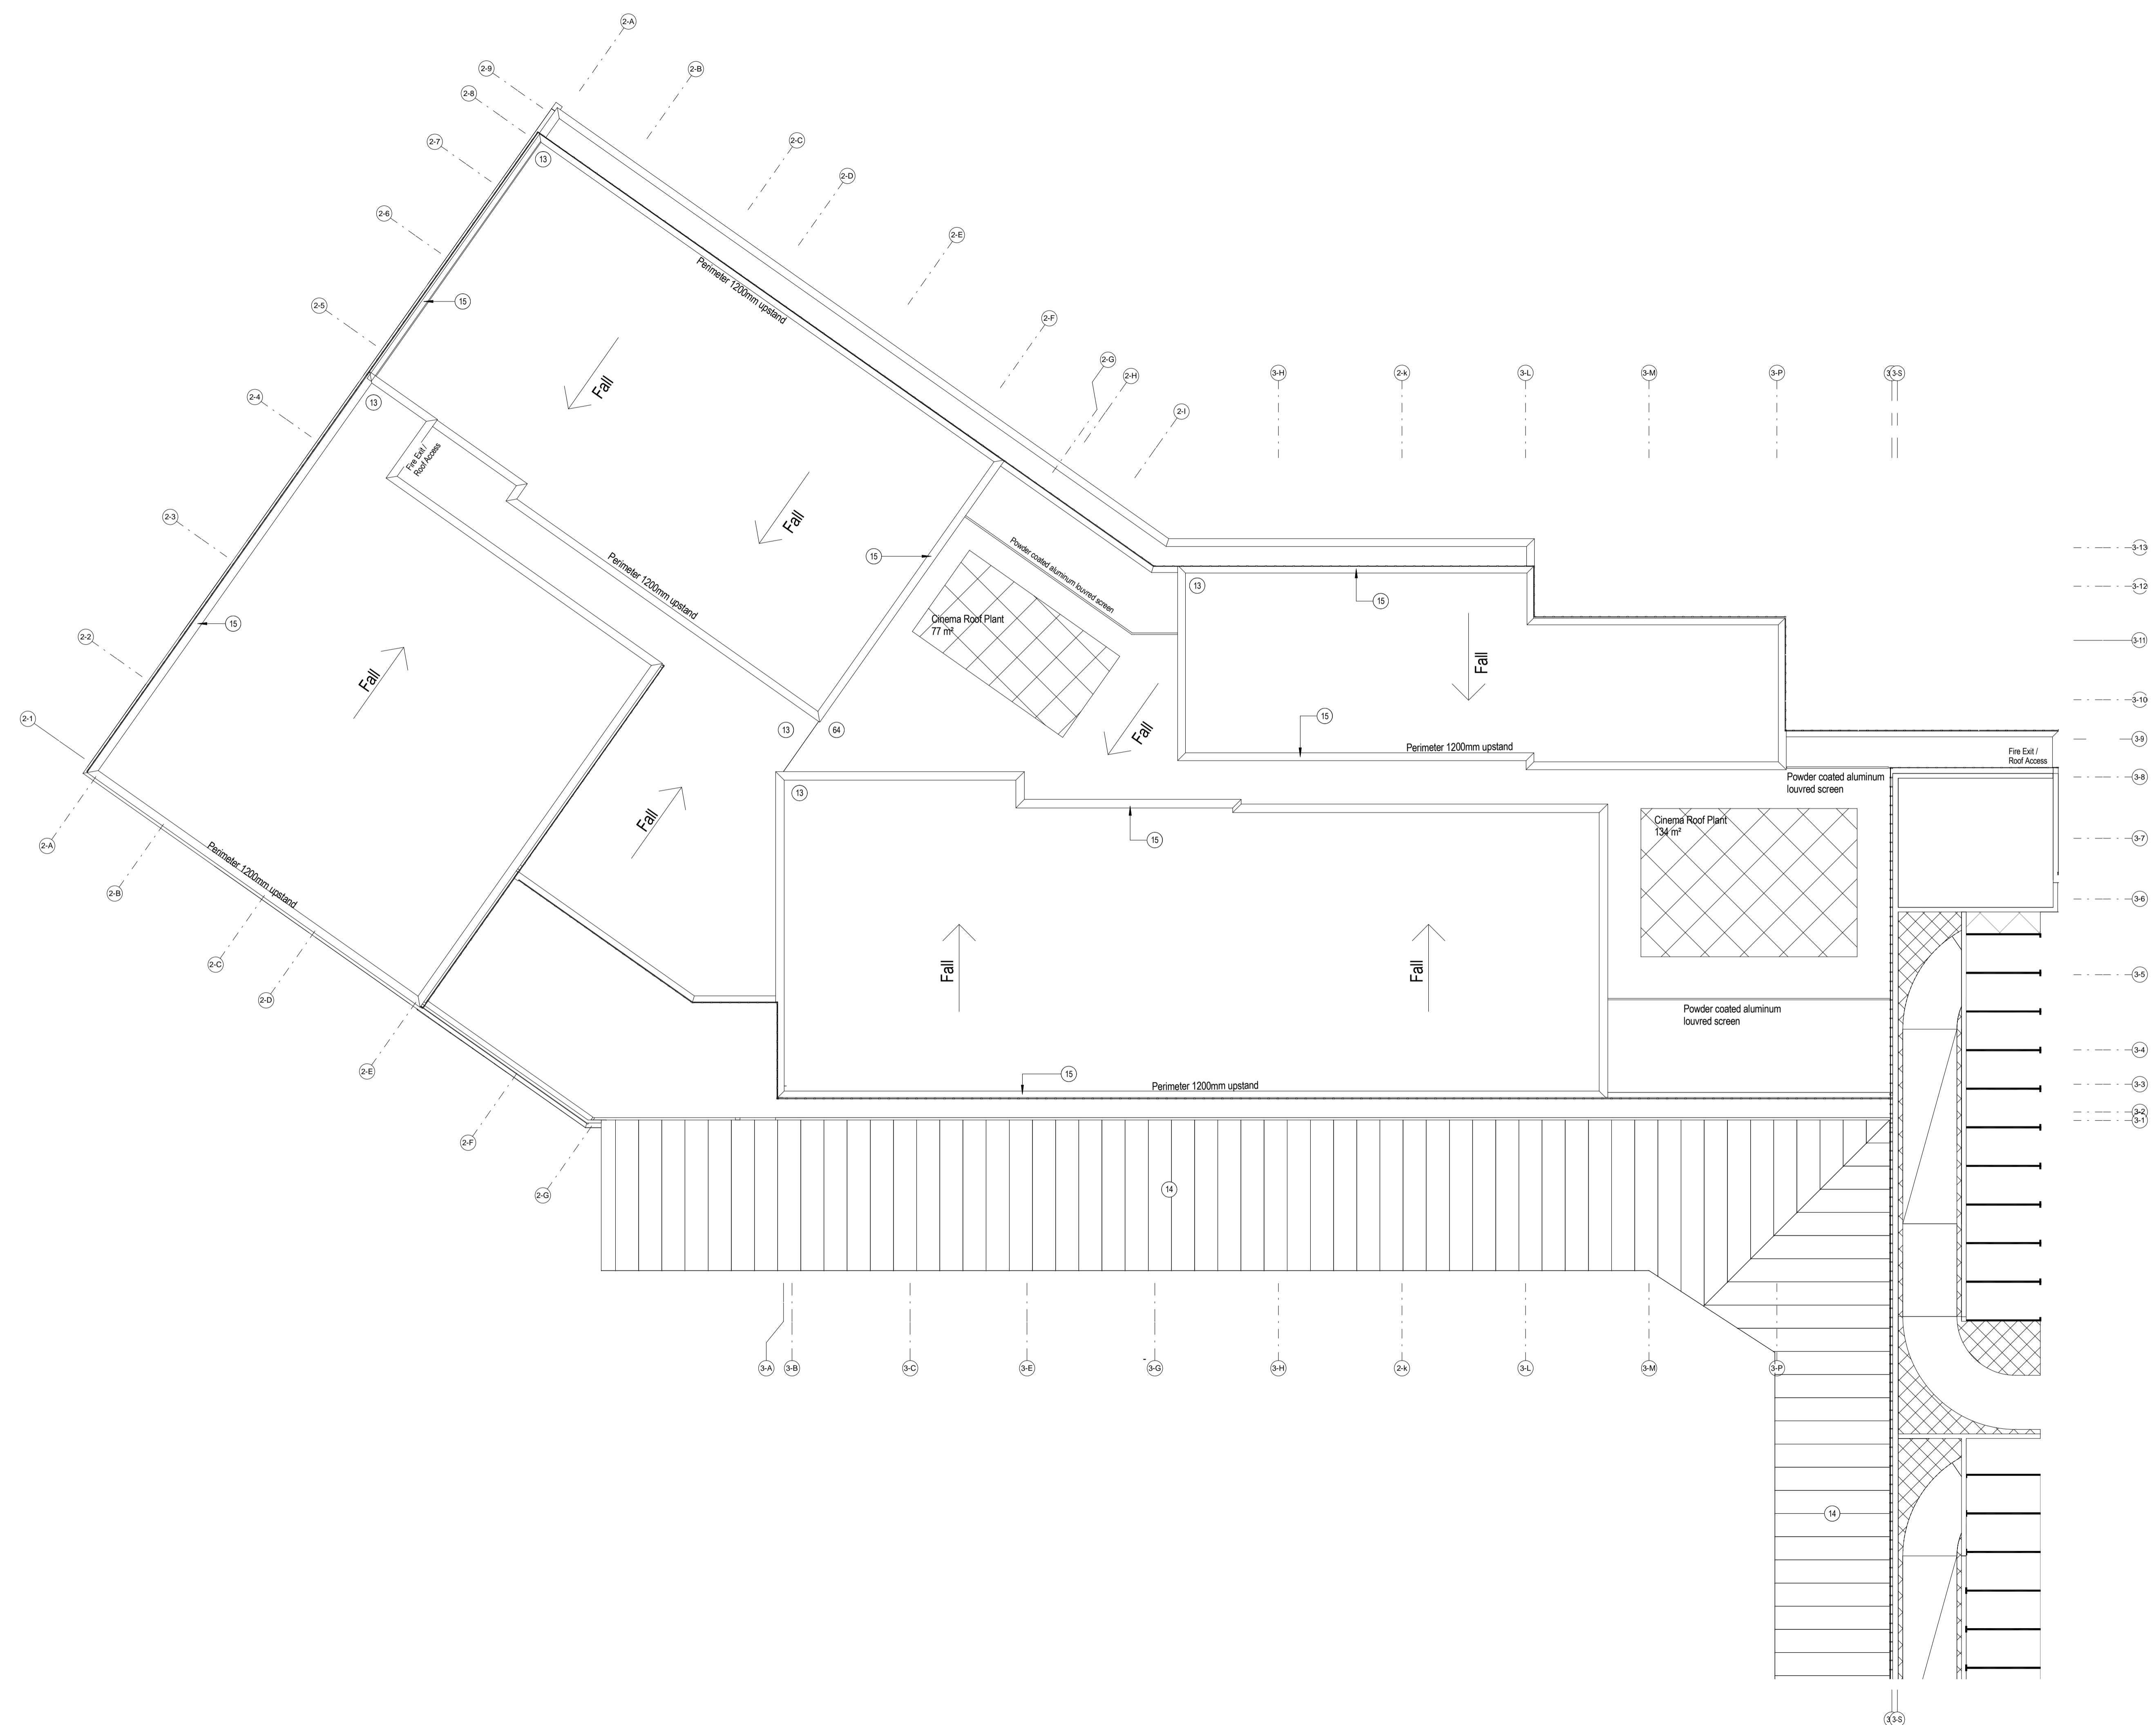 2-A
2-9
2-B
2-8
2-7
2-C
13
2-D
2-6
2-E
Perimeter 1200mm upstand
15
2-5
2-F
Fall
2-G
2-H
3-H
2-k
3-L
3-M
3-P
3-S
2-4
13
2-I
Fire Exit /
Roof Access
2-3
Fall
15
Powder coated aluminum louvred screen
3-13
Perimeter 1200mm upstand
13
3-12
15
Cinema Roof Plant
77 m²
15
2-2
3-11
Fall
Fall
3-10
2-1
15
13
64
Fall
Perimeter 1200mm upstand
3-9
Fire Exit /
Roof Access
Powder coated aluminum
louvred screen
3-8
13
Fall
Cinema Roof Plant
134 m²
15
3-7
2-A
Perimeter 1200mm upstand
2-B
3-6
2-C
Fall
Fall
3-5
2-D
Powder coated aluminum
louvred screen
3-4
2-E
15
Perimeter 1200mm upstand
3-3
3-2
3-1
2-F
14
2-G
3-A
3-B
3-C
3-E
3-G
3-H
2-k
3-L
3-M
3-P
14
3-S